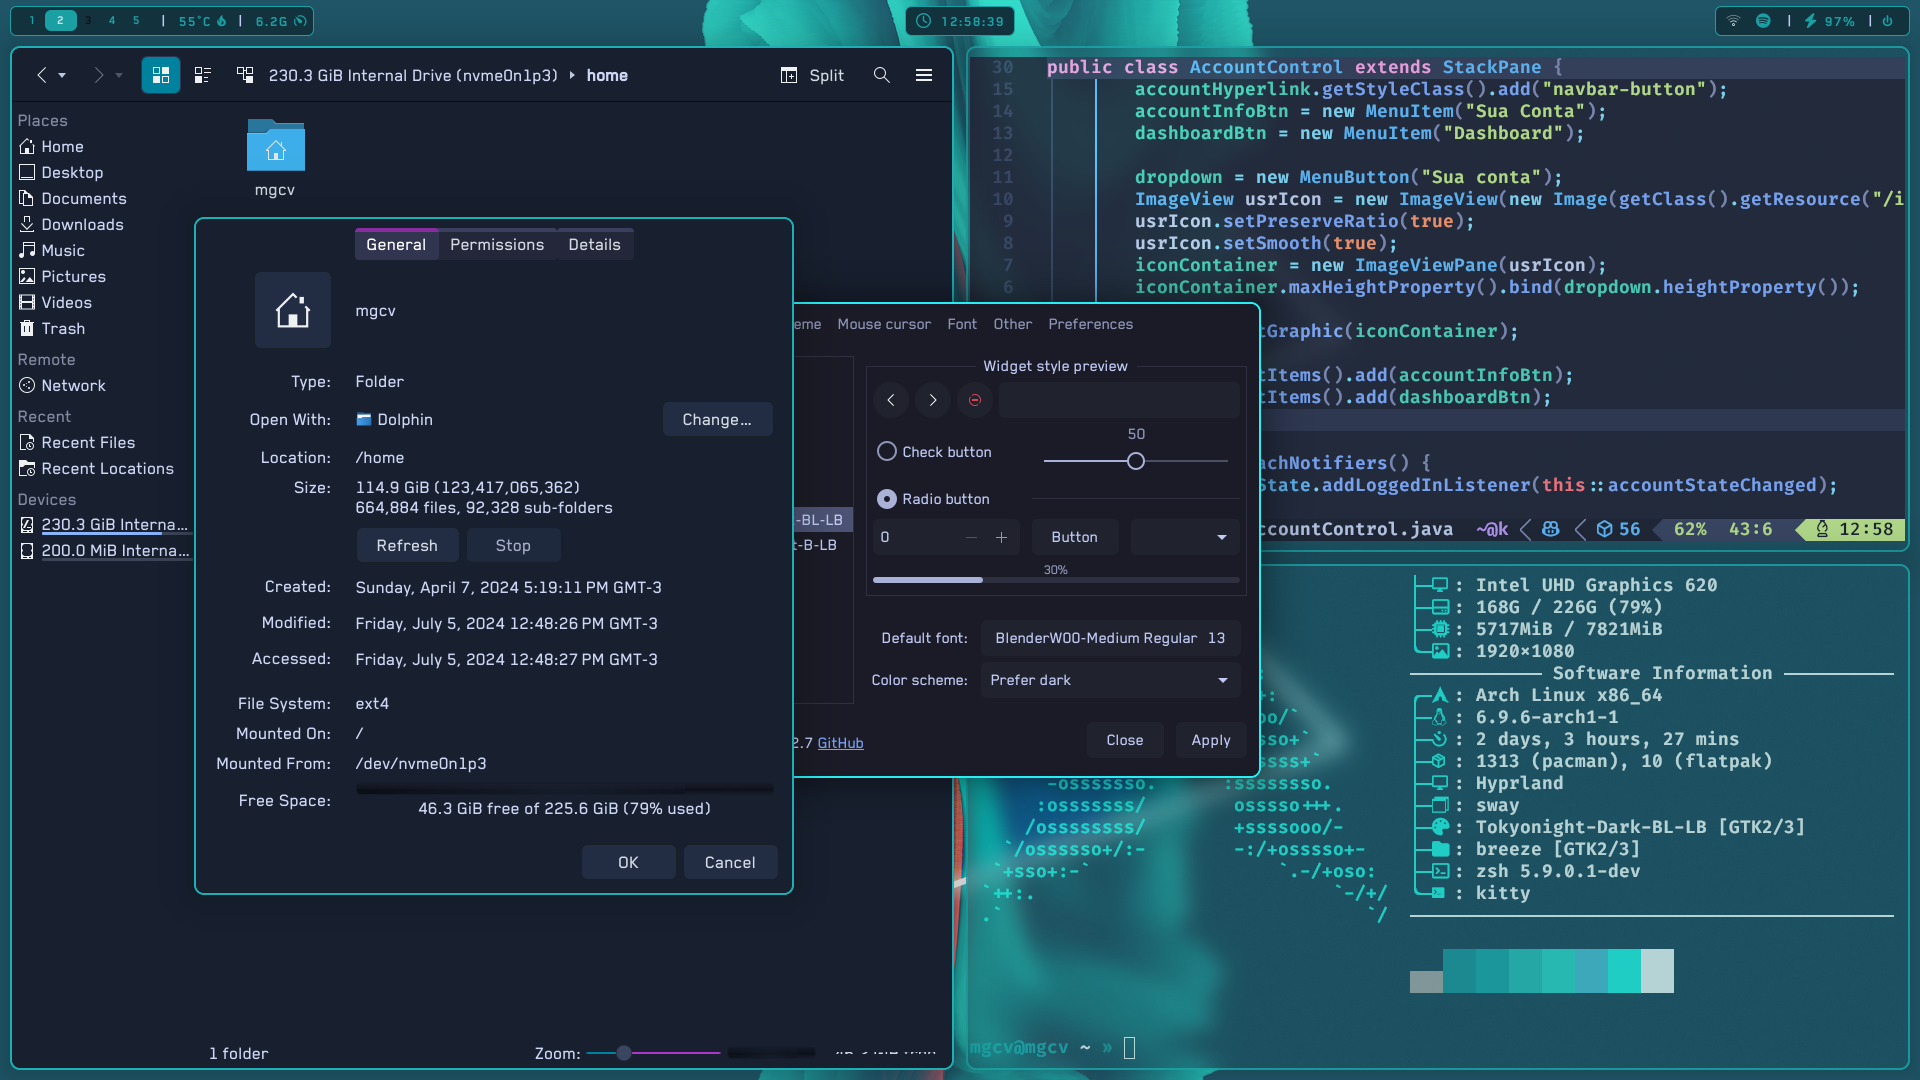 1 2 3 4 5 | 55°C | 6.2G
12:58:39
| 97% |
230.3 GiB Internal Drive (nvme0n1p3) home
Split
Places
Home
Desktop
Documents
Downloads
Music
Pictures
Videos
Trash
Remote
Network
Recent
Recent Files
Recent Locations
Devices
230.3 GiB Interna...
200.0 MiB Interna...
mgcv
1 folder
Zoom:
General Permissions Details
mgcv
Type: Folder
Open With: Dolphin Change...
Location: /home
Size: 114.9 GiB (123,417,065,362)
664,884 files, 92,328 sub-folders
Refresh Stop
Created: Sunday, April 7, 2024 5:19:11 PM GMT-3
Modified: Friday, July 5, 2024 12:48:26 PM GMT-3
Accessed: Friday, July 5, 2024 12:48:27 PM GMT-3
File System: ext4
Mounted On: /
Mounted From: /dev/nvme0n1p3
Free Space:
46.3 GiB free of 225.6 GiB (79% used)
OK Cancel
eme Mouse cursor Font Other Preferences
-BL-LB
t-B-LB
Widget style preview
Check button
50
Radio button
0 − + Button
30%
Default font: BlenderW00-Medium Regular 13
Color scheme: Prefer dark
2.7 GitHub
Close Apply
30 public class AccountControl extends StackPane {
15 accountHyperlink.getStyleClass().add("navbar-button");
14 accountInfoBtn = new MenuItem("Sua Conta");
13 dashboardBtn = new MenuItem("Dashboard");
12
11 dropdown = new MenuButton("Sua conta");
10 ImageView usrIcon = new ImageView(new Image(getClass().getResource("/i
9 usrIcon.setPreserveRatio(true);
8 usrIcon.setSmooth(true);
7 iconContainer = new ImageViewPane(usrIcon);
6 iconContainer.maxHeightProperty().bind(dropdown.heightProperty());
tGraphic(iconContainer);
tItems().add(accountInfoBtn);
tItems().add(dashboardBtn);
achNotifiers() {
State.addLoggedInListener(this::accountStateChanged);
ccountControl.java ~@k 56 62% 43:6 12:58
: Intel UHD Graphics 620
: 168G / 226G (79%)
: 5717MiB / 7821MiB
: 1920×1080
Software Information
: Arch Linux x86_64
: 6.9.6-arch1-1
: 2 days, 3 hours, 27 mins
: 1313 (pacman), 10 (flatpak)
: Hyprland
: sway
: Tokyonight-Dark-BL-LB [GTK2/3]
: breeze [GTK2/3]
: zsh 5.9.0.1-dev
: kitty
oo/`
sso+`
sssss+`
-osssssso. :sssssssso.
:osssssss/ osssso+++.
/ossssssss/ +ssssooo/-
`/ossssso+/:- -:/+osssso+-
`+sso+:-` `.-/+oso:
`++:. `-/+/
.` `/
mgcv@mgcv ~ »